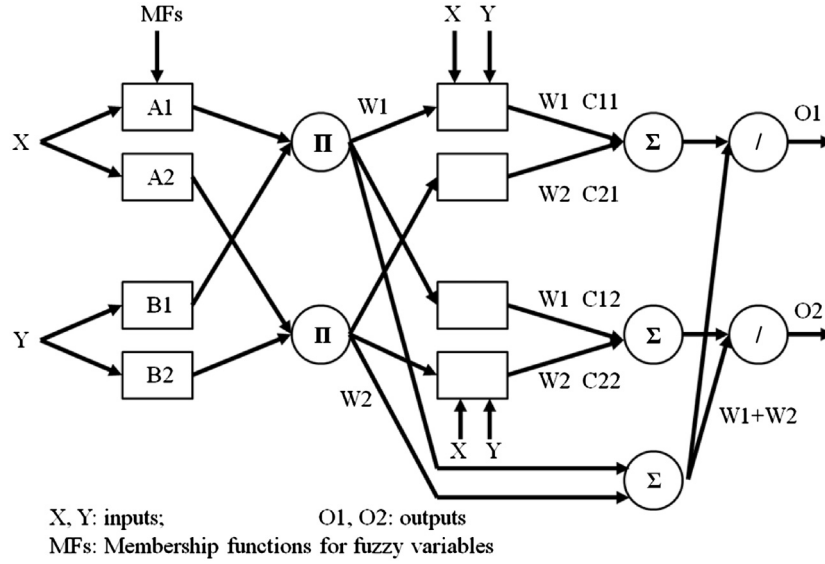 MFs
X Y
A1
A2
X
B1
B2
Y
Π
Π
W1
W2
W1 C11
W2 C21
W1 C12
W2 C22
X Y
Σ
Σ
Σ
/
/
O1
O2
W1+W2
X, Y: inputs; O1, O2: outputs
MFs: Membership functions for fuzzy variables